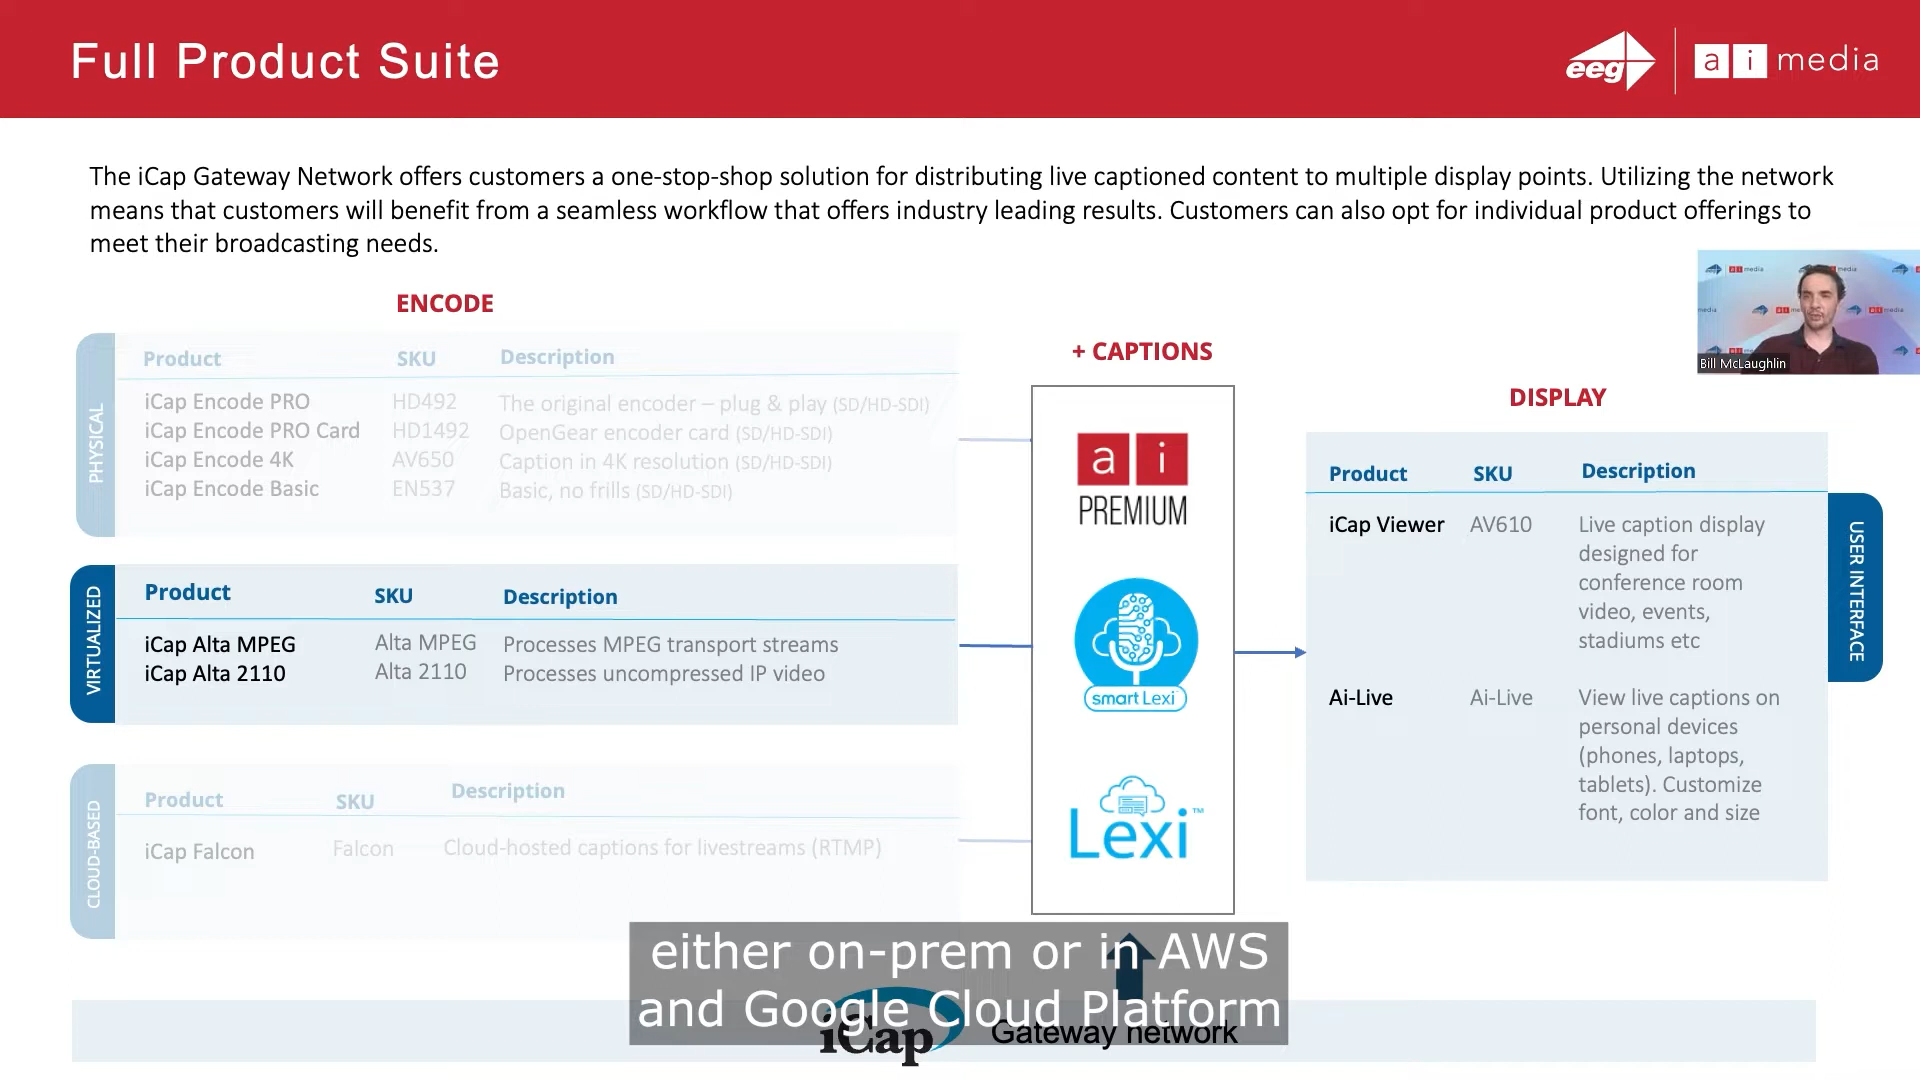 Full Product Suite
eeg
ai media
The iCap Gateway Network offers customers a one-stop-shop solution for distributing live captioned content to multiple display points. Utilizing the network
means that customers will benefit from a seamless workflow that offers industry leading results. Customers can also opt for individual product offerings to
meet their broadcasting needs.
Bill McLaughlin
ENCODE
PHYSICAL
Product SKU Description
iCap Encode PRO HD492 The original encoder – plug & play (SD/HD-SDI)
iCap Encode PRO Card HD1492 OpenGear encoder card (SD/HD-SDI)
iCap Encode 4K AV650 Caption in 4K resolution (SD/HD-SDI)
iCap Encode Basic EN537 Basic, no frills (SD/HD-SDI)
VIRTUALIZED
Product SKU Description
iCap Alta MPEG Alta MPEG Processes MPEG transport streams
iCap Alta 2110 Alta 2110 Processes uncompressed IP video
CLOUD-BASED
Product SKU Description
iCap Falcon Falcon Cloud-hosted captions for livestreams (RTMP)
+ CAPTIONS
ai
PREMIUM
smart Lexi
Lexi™
DISPLAY
Product SKU Description
iCap Viewer AV610 Live caption display
designed for
conference room
video, events,
stadiums etc
Ai-Live Ai-Live View live captions on
personal devices
(phones, laptops,
tablets). Customize
font, color and size
USER INTERFACE
either on-prem or in AWS
and Google Cloud Platform
iCap Gateway network